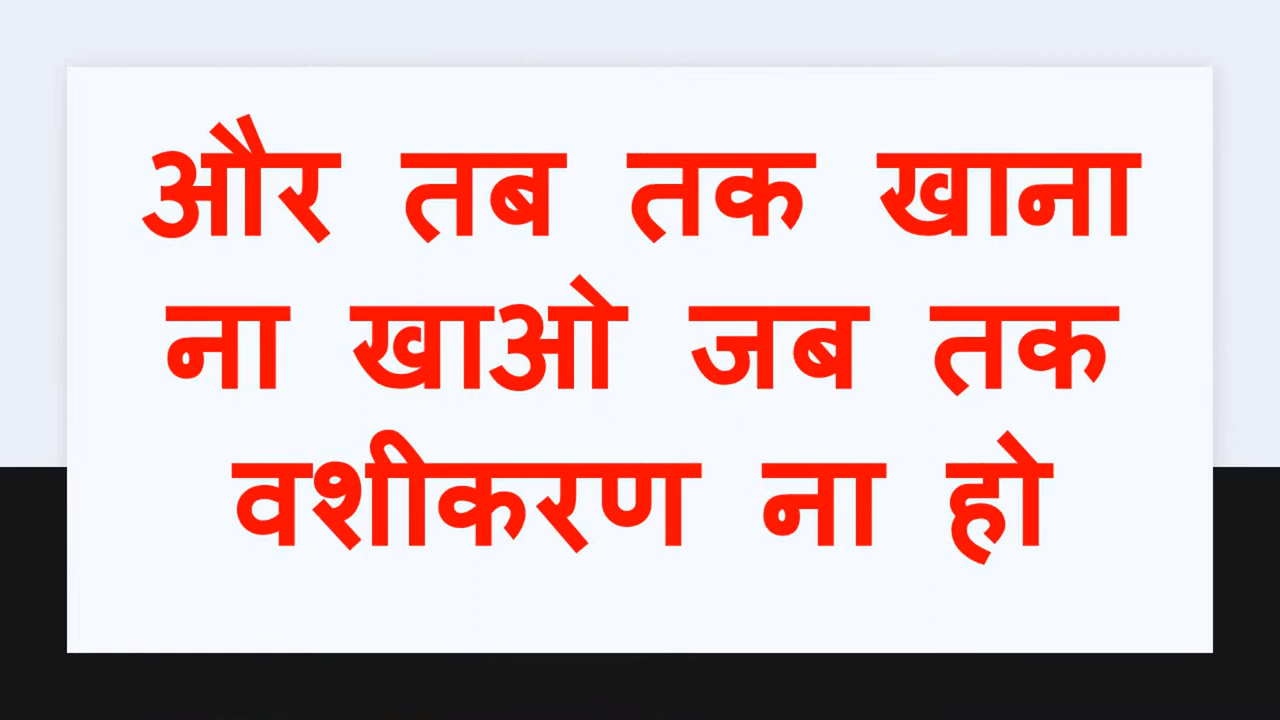 और तब तक खाना
ना खाओ जब तक
वशीकरण ना हो